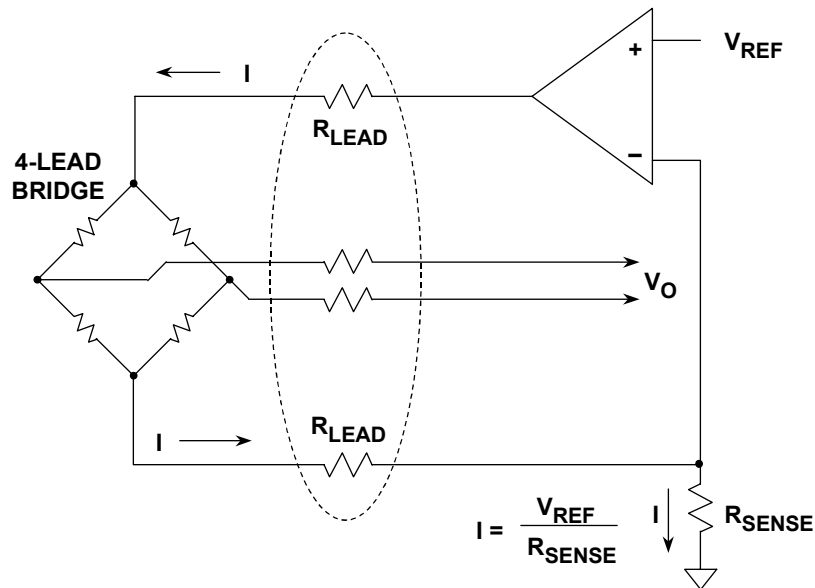 I
+
V_REF
R_LEAD
–
4-LEAD
BRIDGE
V_O
I
R_LEAD
I = V_REF / R_SENSE
I
R_SENSE